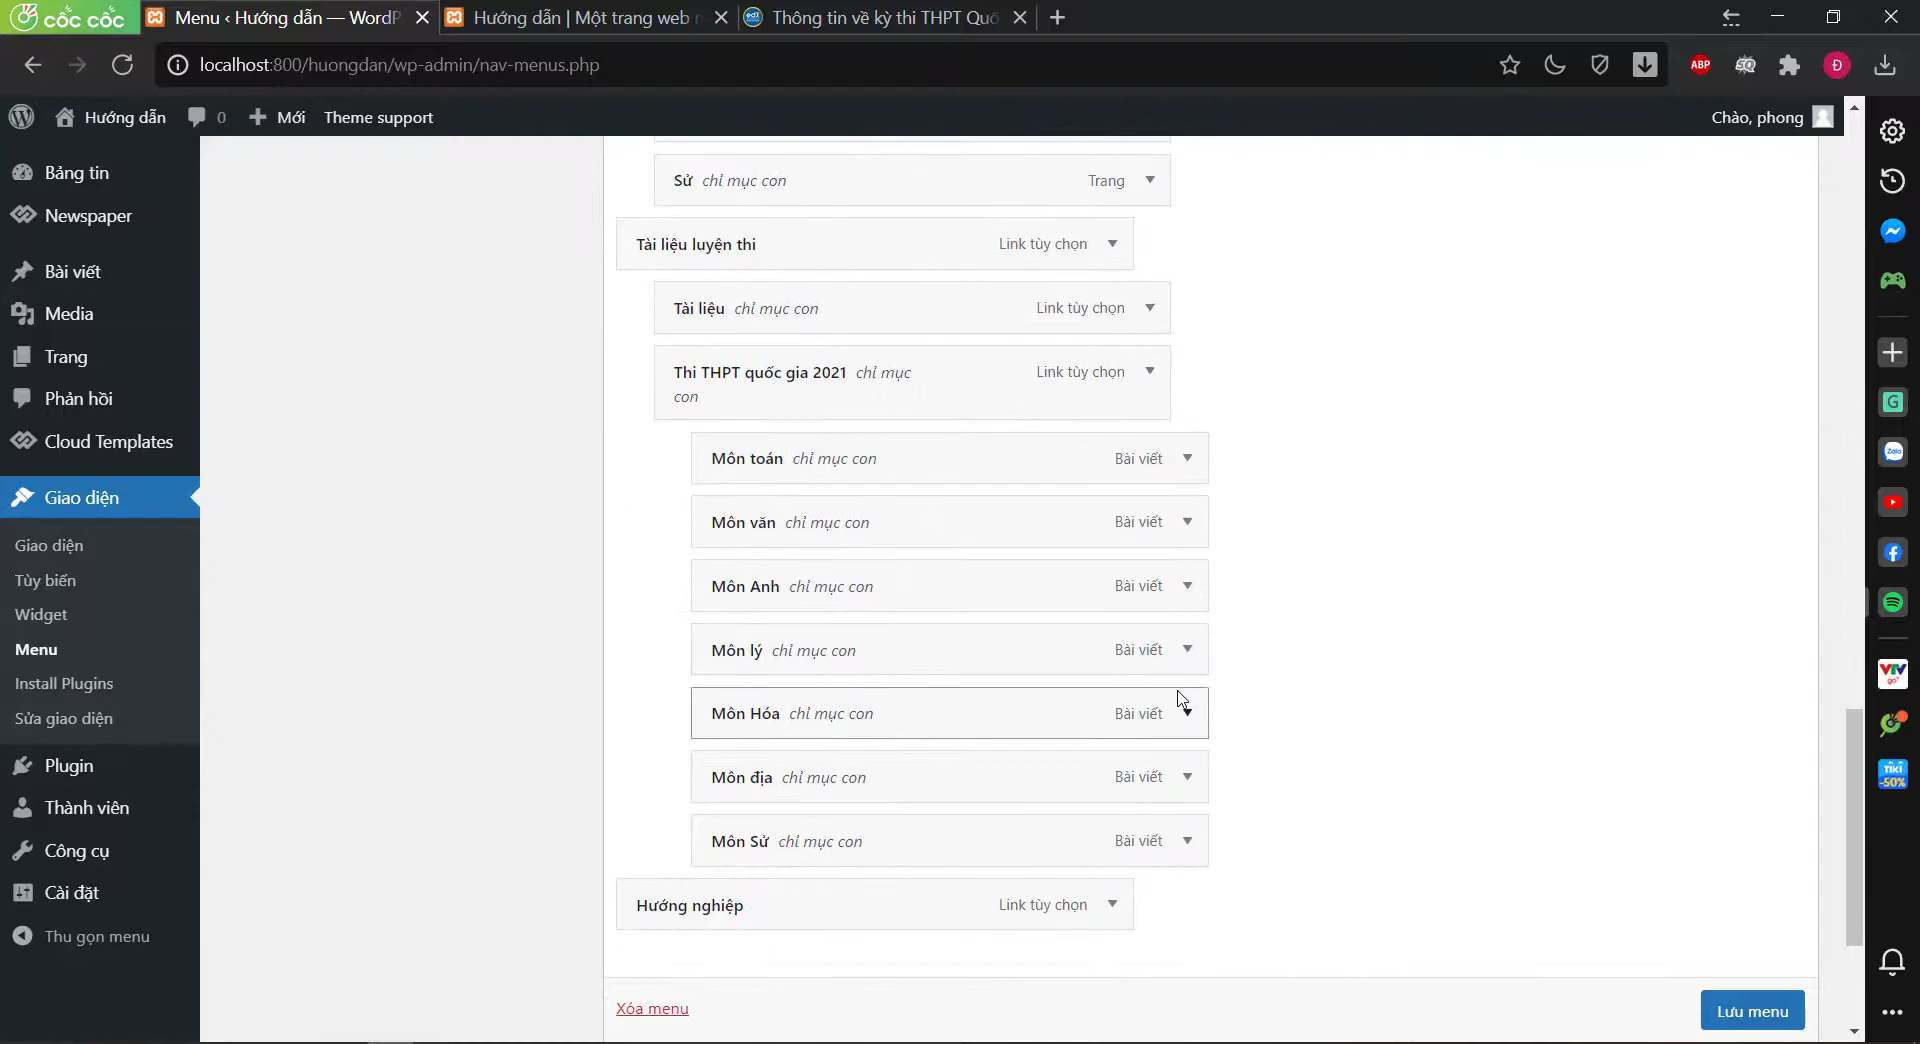 cốc cốc
Menu ‹ Hướng dẫn — WordP
Hướng dẫn | Một trang web
Thông tin về kỳ thi THPT Quố
localhost:800/huongdan/wp-admin/nav-menus.php
ABP
Đ
Hướng dẫn
0
Mới
Theme support
Chào, phong
Bảng tin
Newspaper
Bài viết
Media
Trang
Phản hồi
Cloud Templates
Giao diện
Giao diện
Tùy biến
Widget
Menu
Install Plugins
Sửa giao diện
Plugin
Thành viên
Công cụ
Cài đặt
Thu gọn menu
Sử chỉ mục con Trang
Tài liệu luyện thi Link tùy chọn
Tài liệu chỉ mục con Link tùy chọn
Thi THPT quốc gia 2021 chỉ mục Link tùy chọn
con
Môn toán chỉ mục con Bài viết
Môn văn chỉ mục con Bài viết
Môn Anh chỉ mục con Bài viết
Môn lý chỉ mục con Bài viết
Môn Hóa chỉ mục con Bài viết
Môn địa chỉ mục con Bài viết
Môn Sử chỉ mục con Bài viết
Hướng nghiệp Link tùy chọn
Xóa menu
Lưu menu
G
Zalo
VTV
go
TIKI
-50%